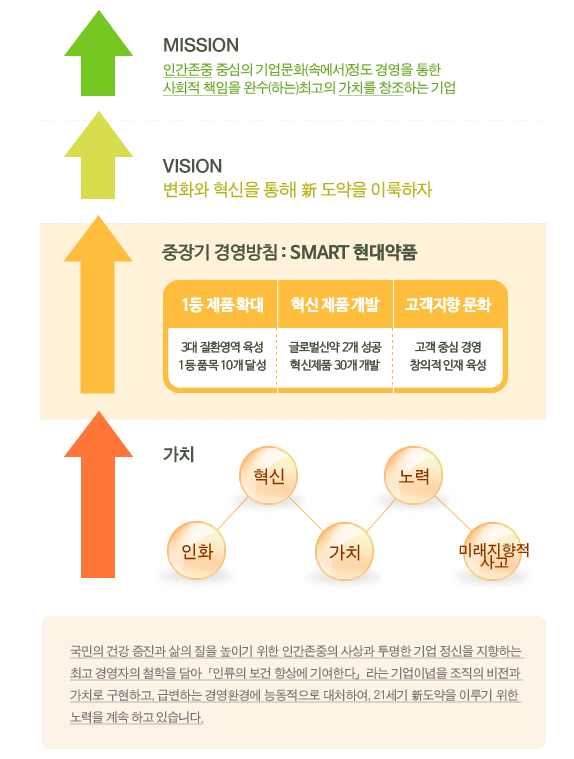 MISSION
인간존중 중심의 기업문화(속에서)정도 경영을 통한
사회적 책임을 완수(하는)최고의 가치를 창조하는 기업
VISION
변화와 혁신을 통해 新 도약을 이룩하자
중장기 경영방침 : SMART 현대약품
1등 제품 확대 혁신 제품 개발 고객지향 문화
3대 질환영역 육성 글로벌신약 2개 성공 고객 중심 경영
1등 품목 10개 달성 혁신제품 30개 개발 창의적 인재 육성
가치
혁신 노력
인화 가치 미래지향적
사고
국민의 건강 증진과 삶의 질을 높이기 위한 인간존중의 사상과 투명한 기업 정신을 지향하는
최고 경영자의 철학을 담아 「인류의 보건 향상에 기여한다」 라는 기업이념을 조직의 비전과
가치로 구현하고, 급변하는 경영환경에 능동적으로 대처하여, 21세기 新도약을 이루기 위한
노력을 계속 하고 있습니다.